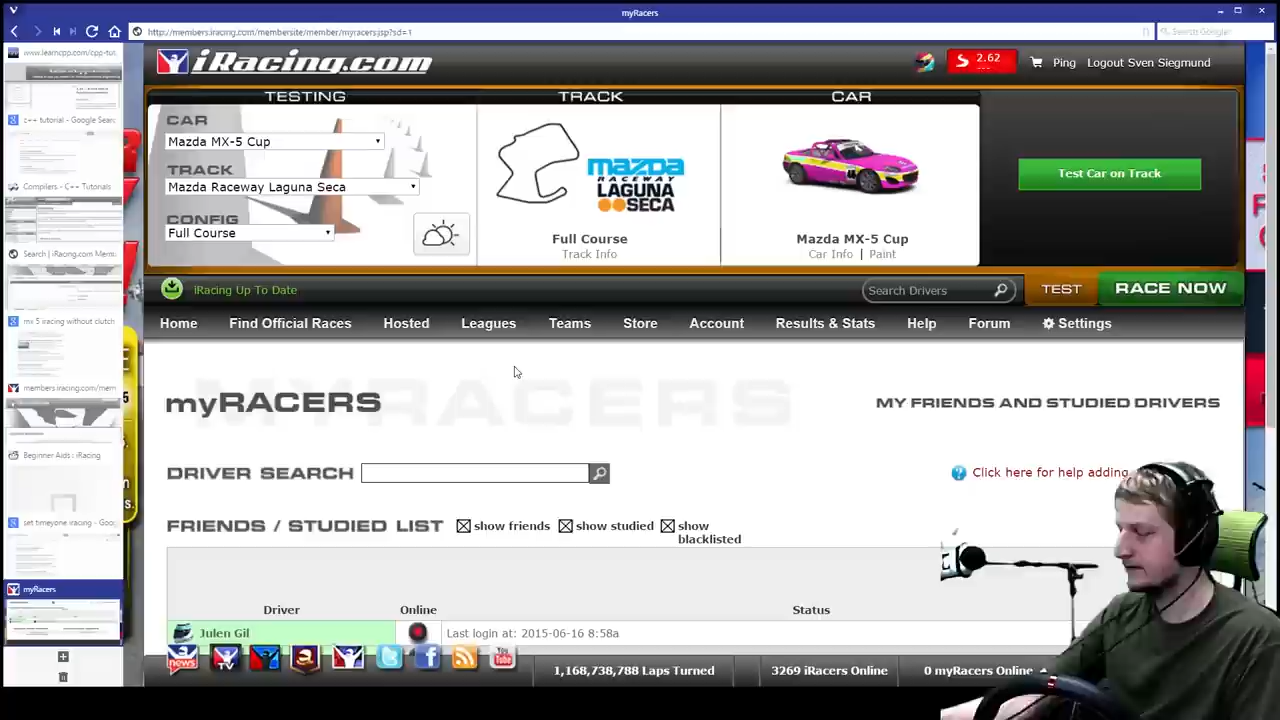 myRacers
http://members.iracing.com/membersite/member/myracers.jsp?sd=1
Search Google
www.learncpp.com/cpp-tut
c++ tutorial - Google Searc
Compilers - C++ Tutorials
Search | iRacing.com Memb
mx 5 iracing without clutch
members.iracing.com/mem
Beginner Aids : iRacing
set timeyone iracing - Goo
myRacers
iRacing.com
S 2.62
Ping
Logout Sven Siegmund
TESTING
TRACK
CAR
CAR
Mazda MX-5 Cup
TRACK
Mazda Raceway Laguna Seca
CONFIG
Full Course
mazda
RACEWAY
LAGUNA
SECA
Full Course
Track Info
Mazda MX-5 Cup
Car Info | Paint
Test Car on Track
iRacing Up To Date
Search Drivers
TEST
RACE NOW
Home
Find Official Races
Hosted
Leagues
Teams
Store
Account
Results & Stats
Help
Forum
Settings
MYRACERS
myRACERS
MY FRIENDS AND STUDIED DRIVERS
DRIVER SEARCH
Click here for help adding
FRIENDS / STUDIED LIST
show friends
show studied
show
blacklisted
Driver
Online
Status
Julen Gil
Last login at: 2015-06-16 8:58a
news
TV
You
Tube
1,168,738,788 Laps Turned
3269 iRacers Online
0 myRacers Online